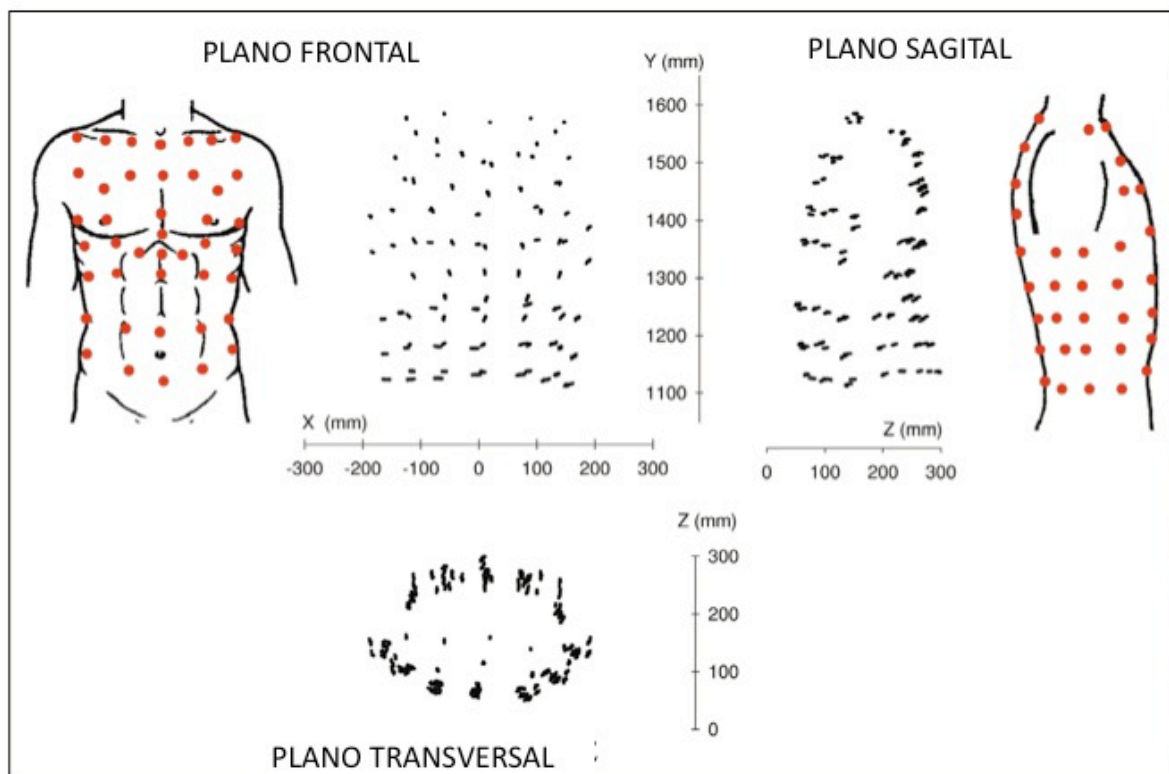 PLANO FRONTAL
PLANO SAGITAL
Y (mm)
1600
1500
1400
1300
1200
1100
X (mm)
-300 -200 -100 0 100 200 300
Z (mm)
0 100 200 300
Z (mm)
300
200
100
0
PLANO TRANSVERSAL